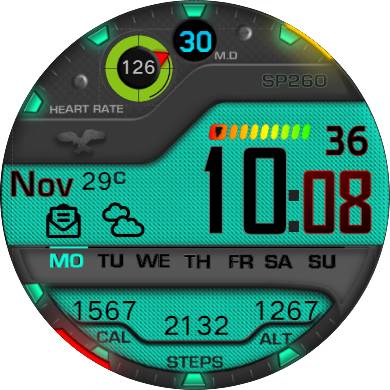 30
126
M.D
SP260
HEART RATE
36
Nov 29°C
10:08
MO TU WE TH FR SA SU
1567 2132 1267
CAL STEPS ALT